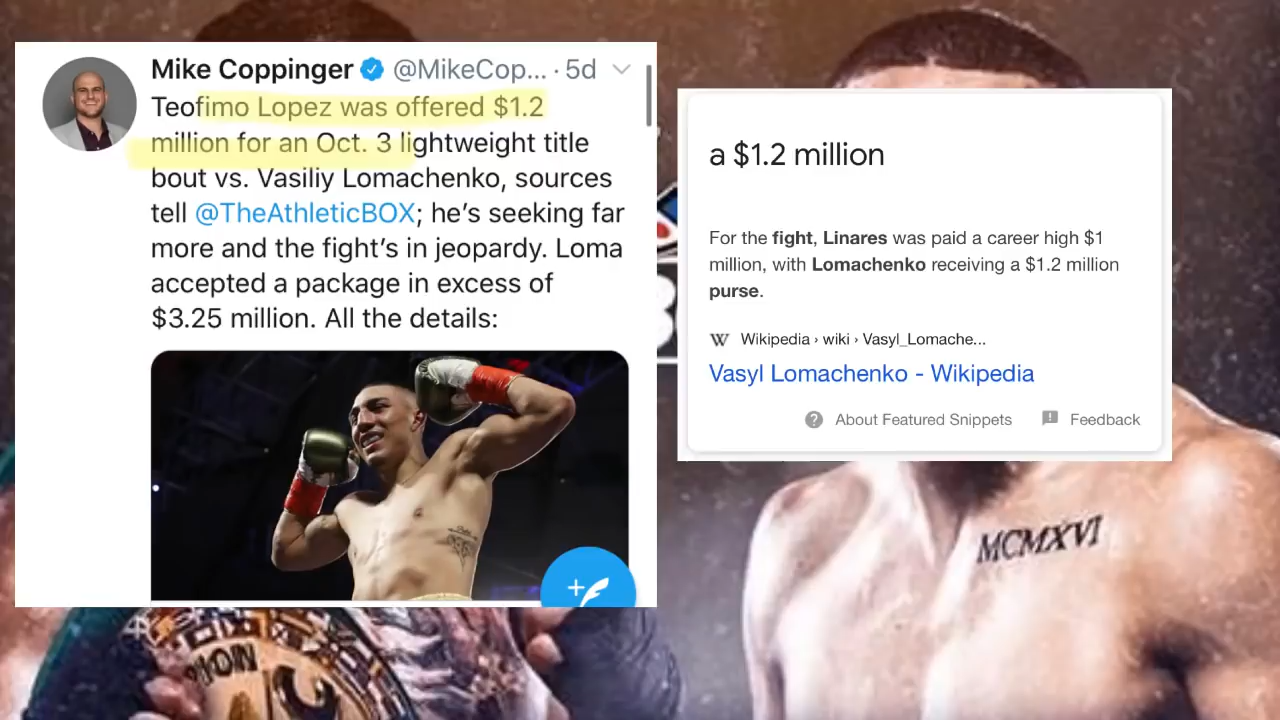 Mike Coppinger @MikeCop... · 5d
Teofimo Lopez was offered $1.2
million for an Oct. 3 lightweight title
bout vs. Vasiliy Lomachenko, sources
tell @TheAthleticBOX; he's seeking far
more and the fight's in jeopardy. Loma
accepted a package in excess of
$3.25 million. All the details:
a $1.2 million
For the fight, Linares was paid a career high $1
million, with Lomachenko receiving a $1.2 million
purse.
W Wikipedia › wiki › Vasyl_Lomache...
Vasyl Lomachenko - Wikipedia
About Featured Snippets Feedback
MCMXVI